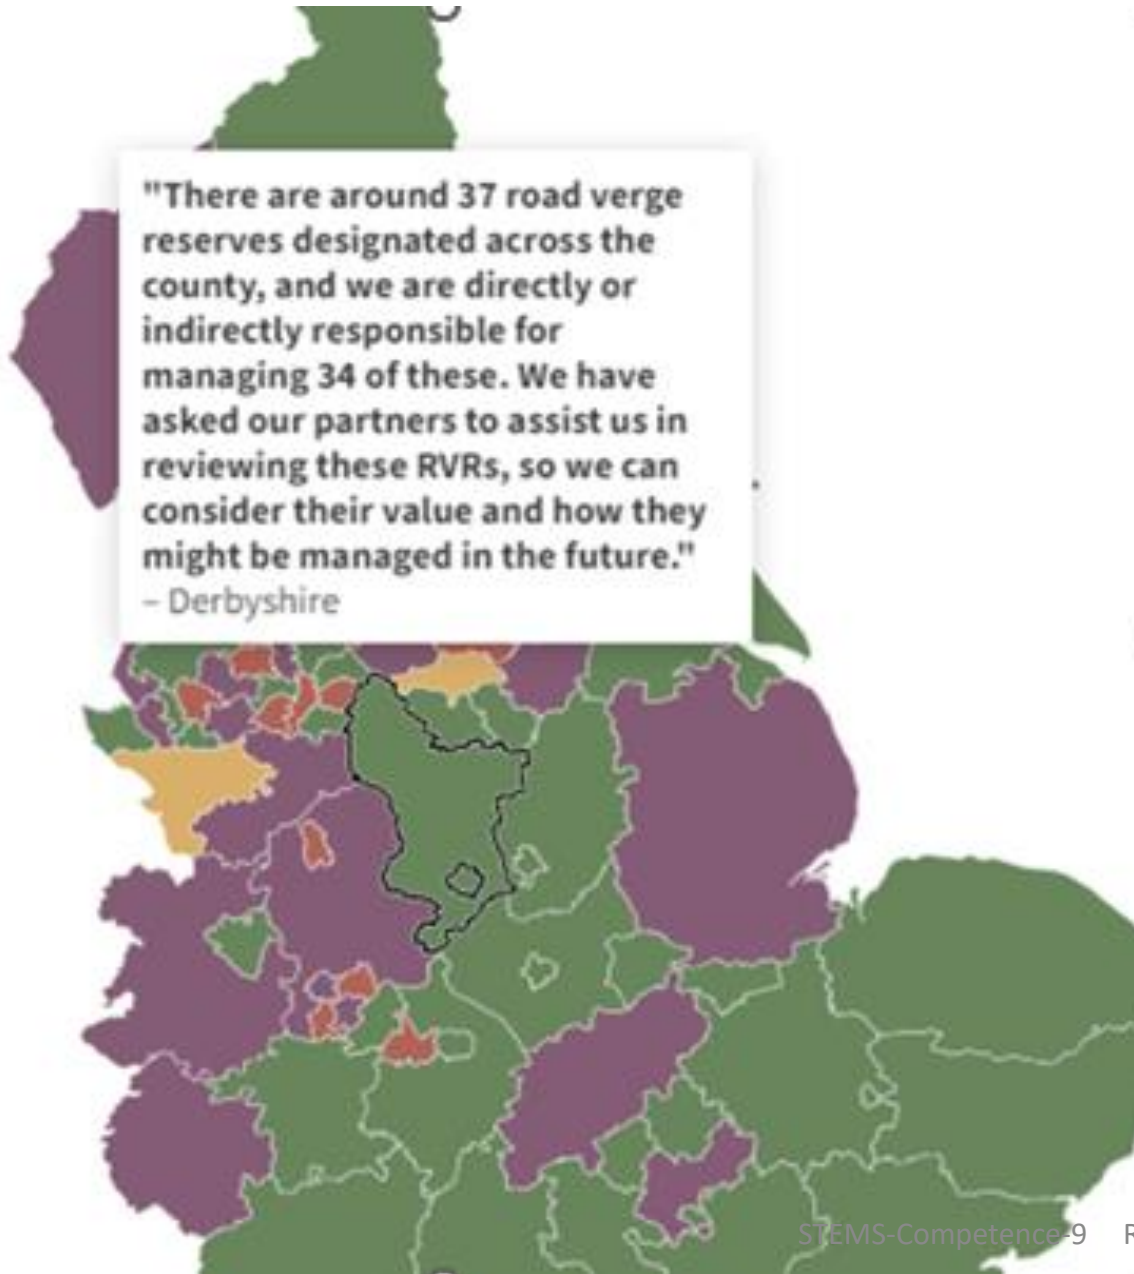 "There are around 37 road verge
reserves designated across the
county, and we are directly or
indirectly responsible for
managing 34 of these. We have
asked our partners to assist us in
reviewing these RVRs, so we can
consider their value and how they
might be managed in the future."
– Derbyshire
STEMS-Competence-9 R